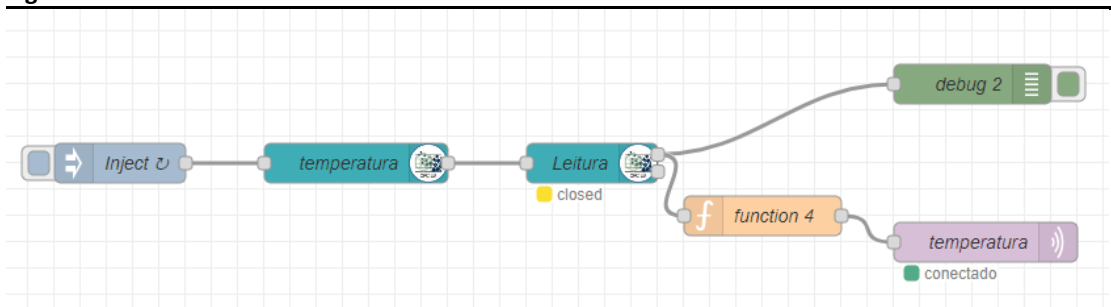 debug 2
Inject ↻
temperatura
Leitura
closed
function 4
temperatura
conectado